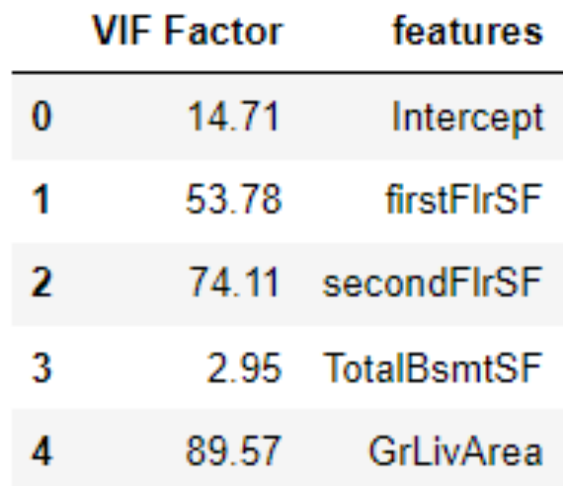 VIF Factor features
0 14.71 Intercept
1 53.78 firstFlrSF
2 74.11 secondFlrSF
3 2.95 TotalBsmtSF
4 89.57 GrLivArea